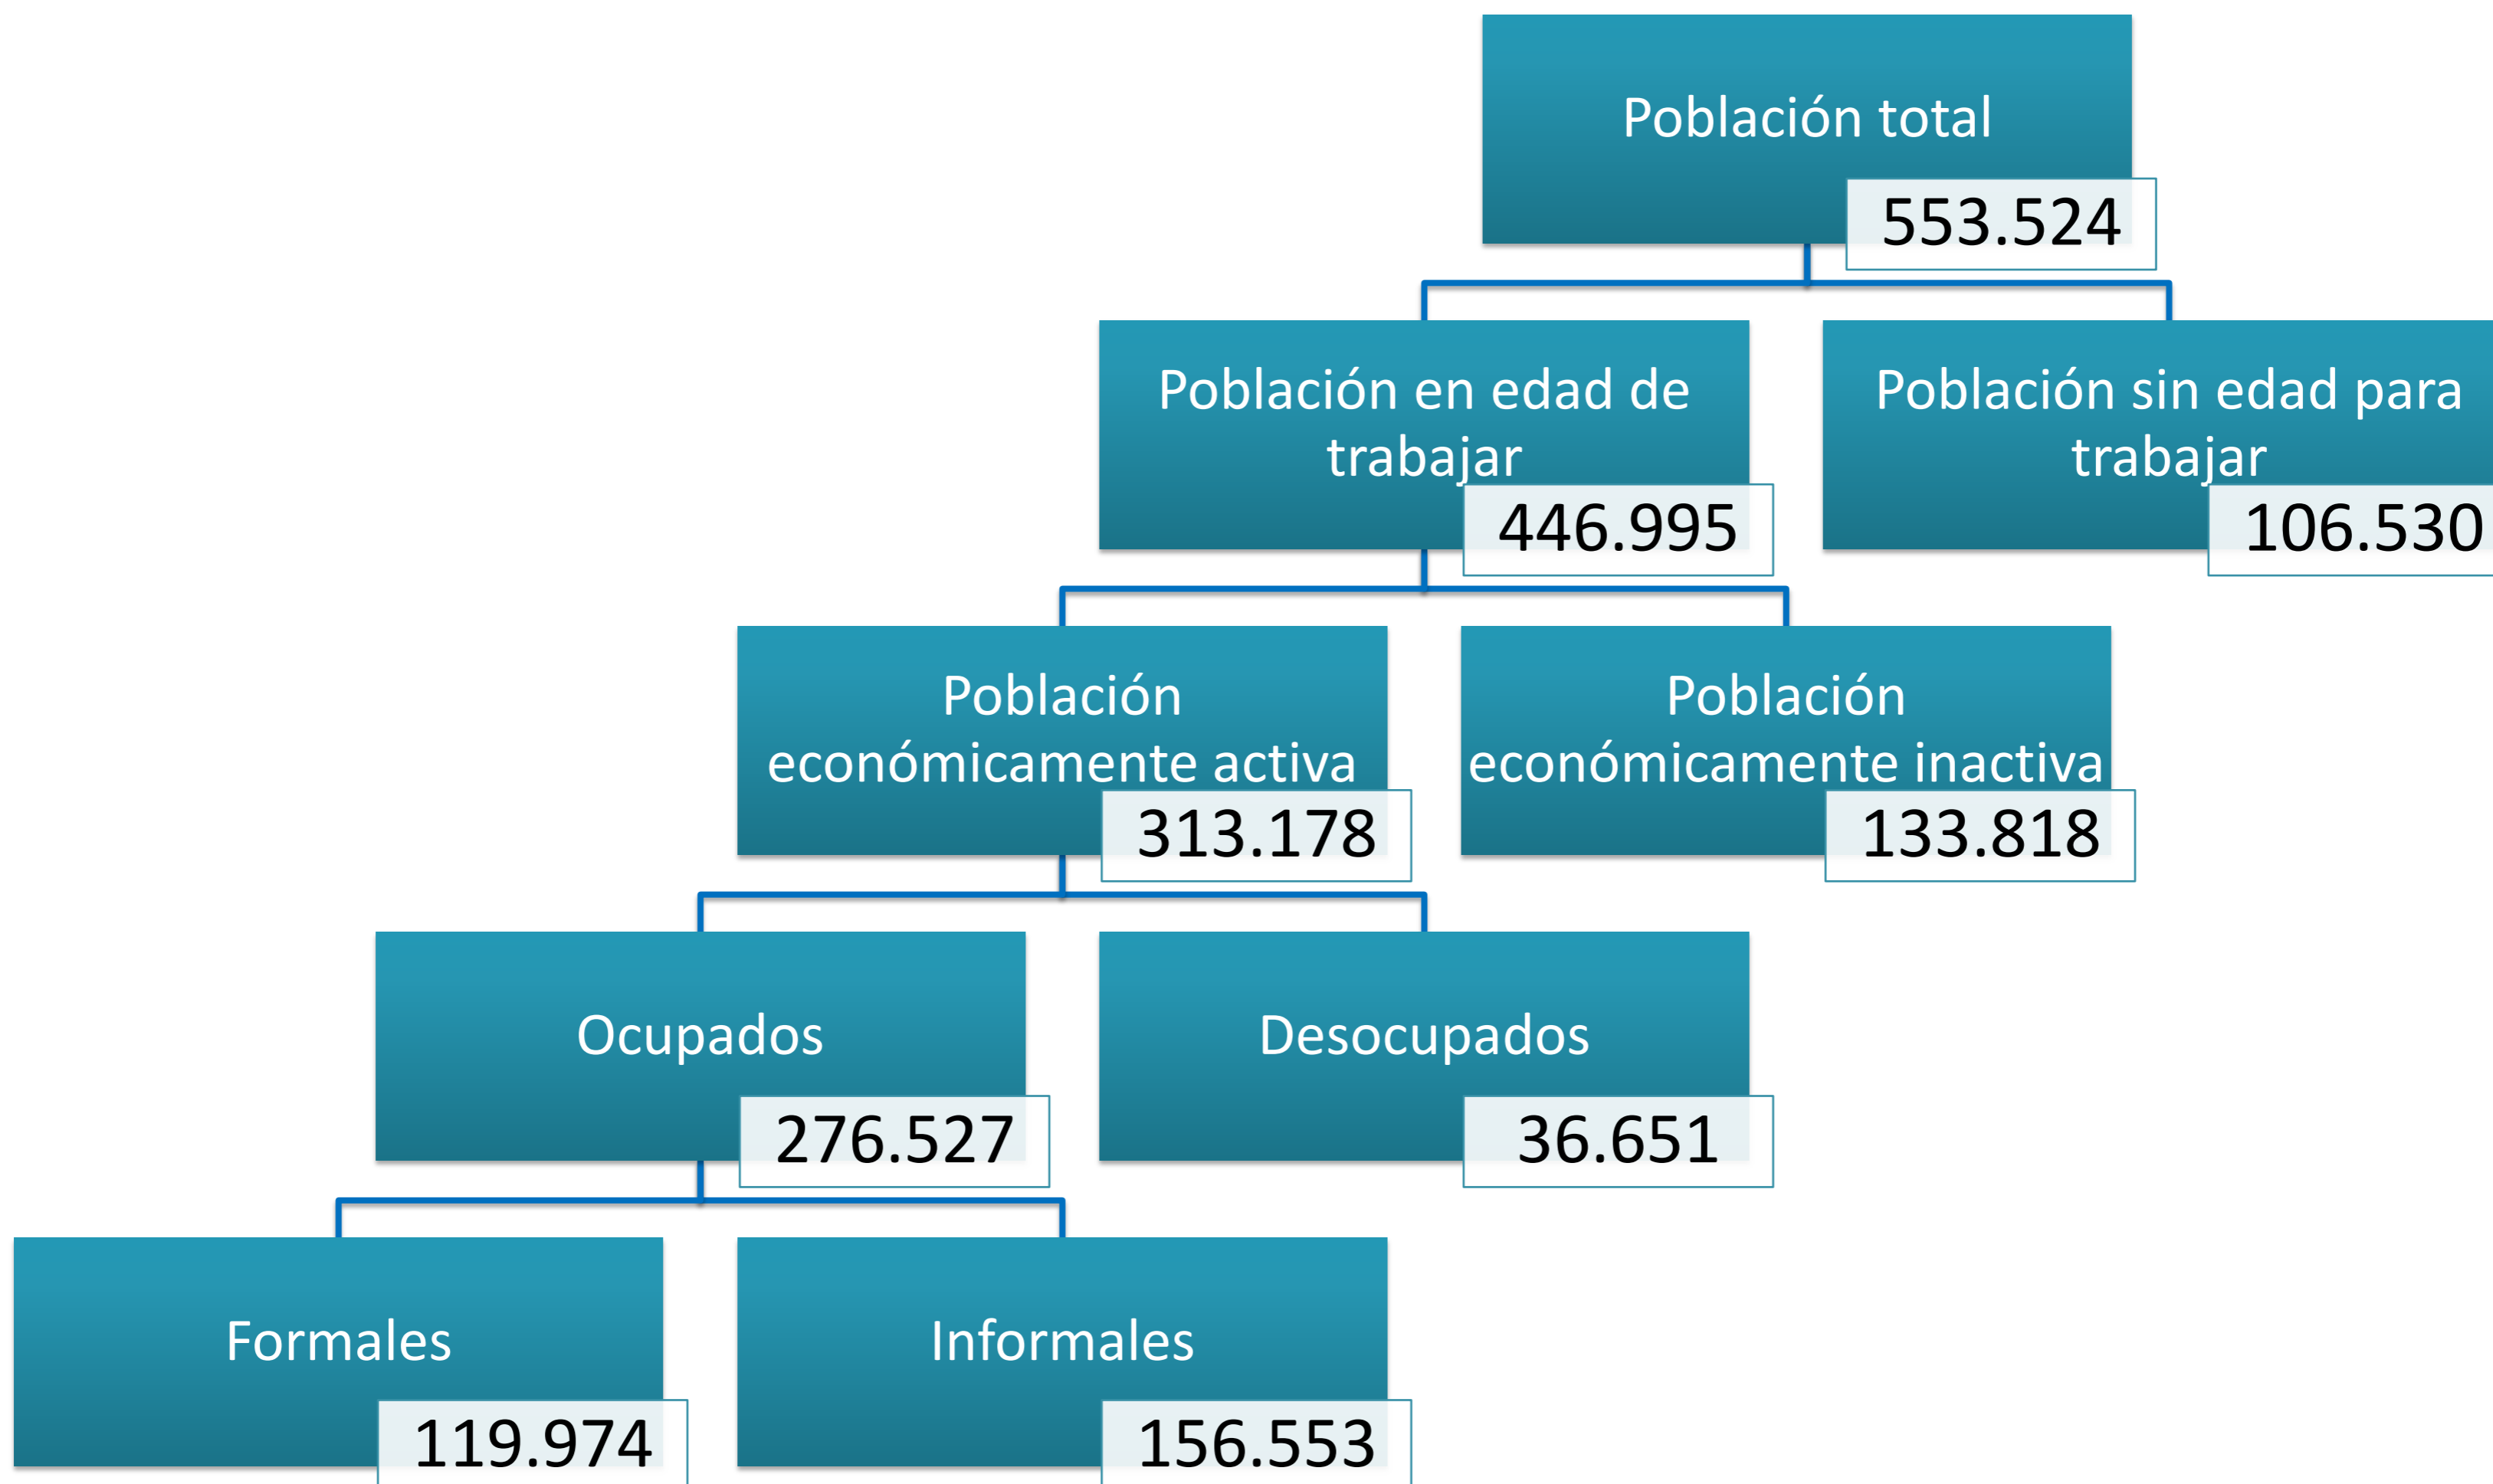 Población total
553.524
Población en edad de
trabajar
446.995
Población sin edad para
trabajar
106.530
Población
económicamente activa
313.178
Población
económicamente inactiva
133.818
Ocupados
276.527
Desocupados
36.651
Formales
119.974
Informales
156.553